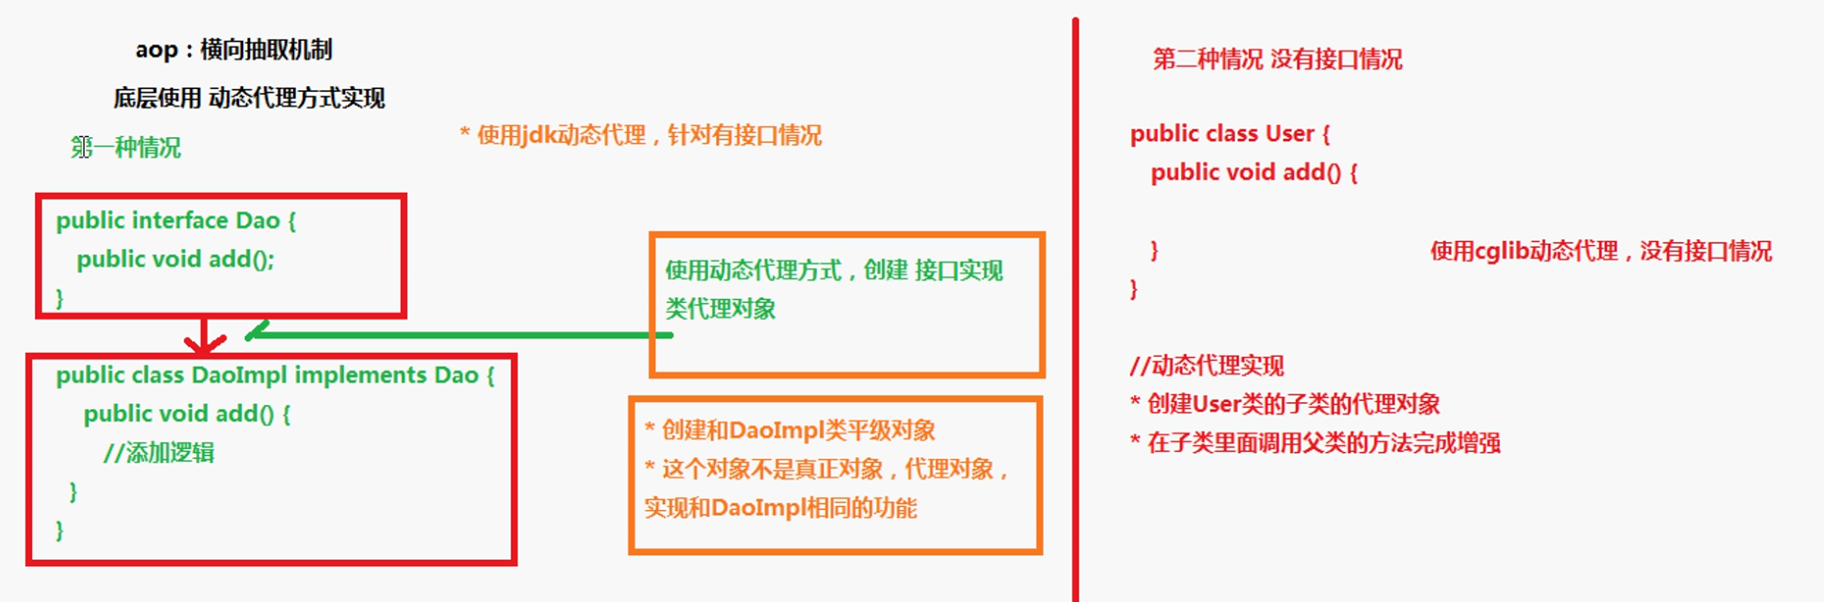 aop：横向抽取机制
底层使用 动态代理方式实现
第一种情况
* 使用jdk动态代理，针对有接口情况
public interface Dao {
public void add();
}
public class DaoImpl implements Dao {
public void add() {
//添加逻辑
}
}
使用动态代理方式，创建 接口实现
类代理对象
* 创建和DaoImpl类平级对象
* 这个对象不是真正对象，代理对象，
实现和DaoImpl相同的功能
第二种情况 没有接口情况
public class User {
public void add() {
}
}
使用cglib动态代理，没有接口情况
//动态代理实现
* 创建User类的子类的代理对象
* 在子类里面调用父类的方法完成增强